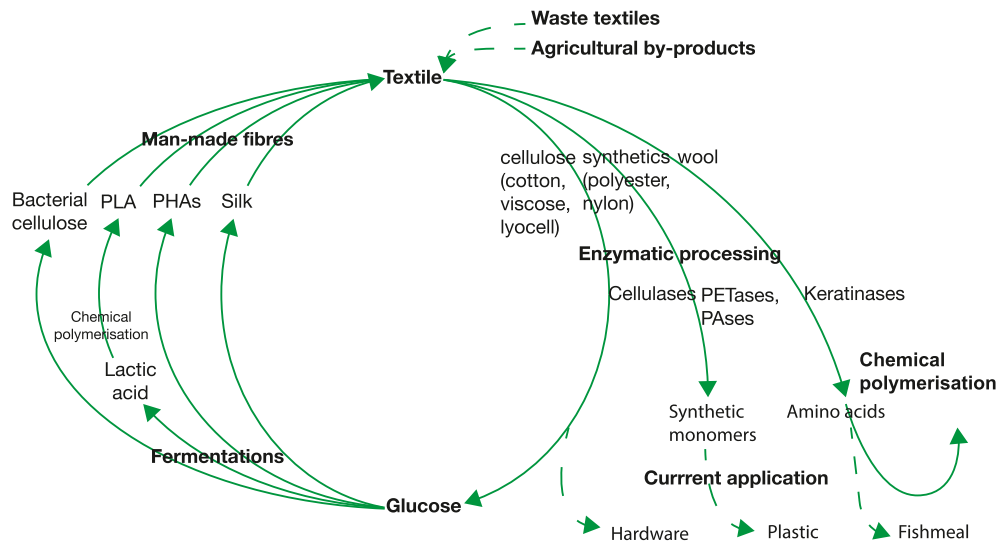 Waste textiles
Agricultural by-products
Textile
Man-made fibres
cellulose
(cotton,
viscose,
lyocell)
synthetics
(polyester,
nylon)
wool
Bacterial
cellulose
PLA
PHAs
Silk
Enzymatic processing
Cellulases
PETases,
PAses
Keratinases
Chemical
polymerisation
Lactic
acid
Chemical
polymerisation
Synthetic
monomers
Amino acids
Fermentations
Currrent application
Glucose
Hardware
Plastic
Fishmeal